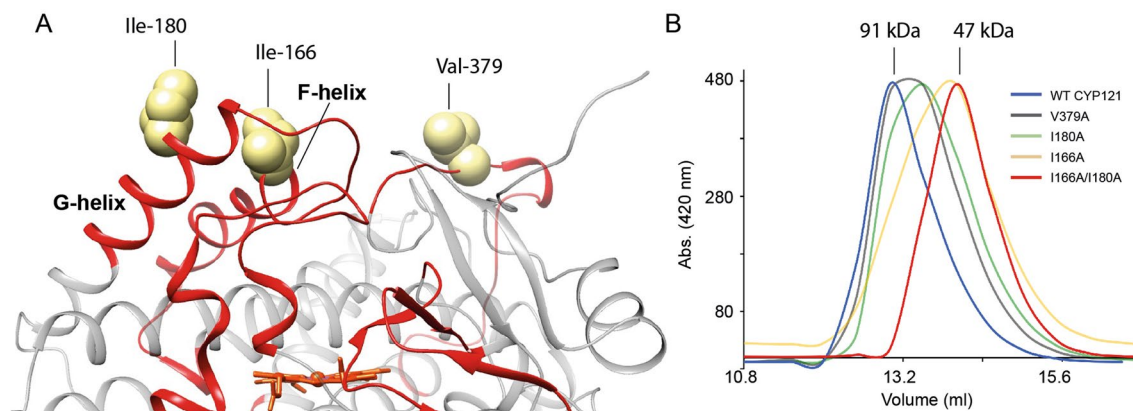 A
Ile-180
Ile-166
F-helix
Val-379
G-helix
B
91 kDa
47 kDa
480
280
80
Abs. (420 nm)
WT CYP121
V379A
I180A
I166A
I166A/I180A
10.8
13.2
15.6
Volume (ml)